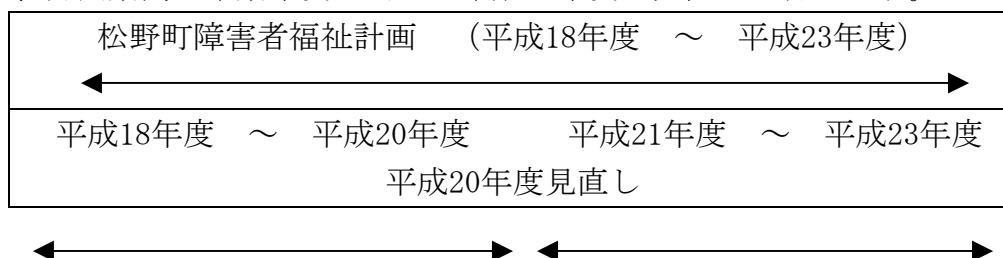 松野町障害者福祉計画　（平成18年度　～　平成23年度）
平成18年度　～　平成20年度　　平成21年度　～　平成23年度
平成20年度見直し